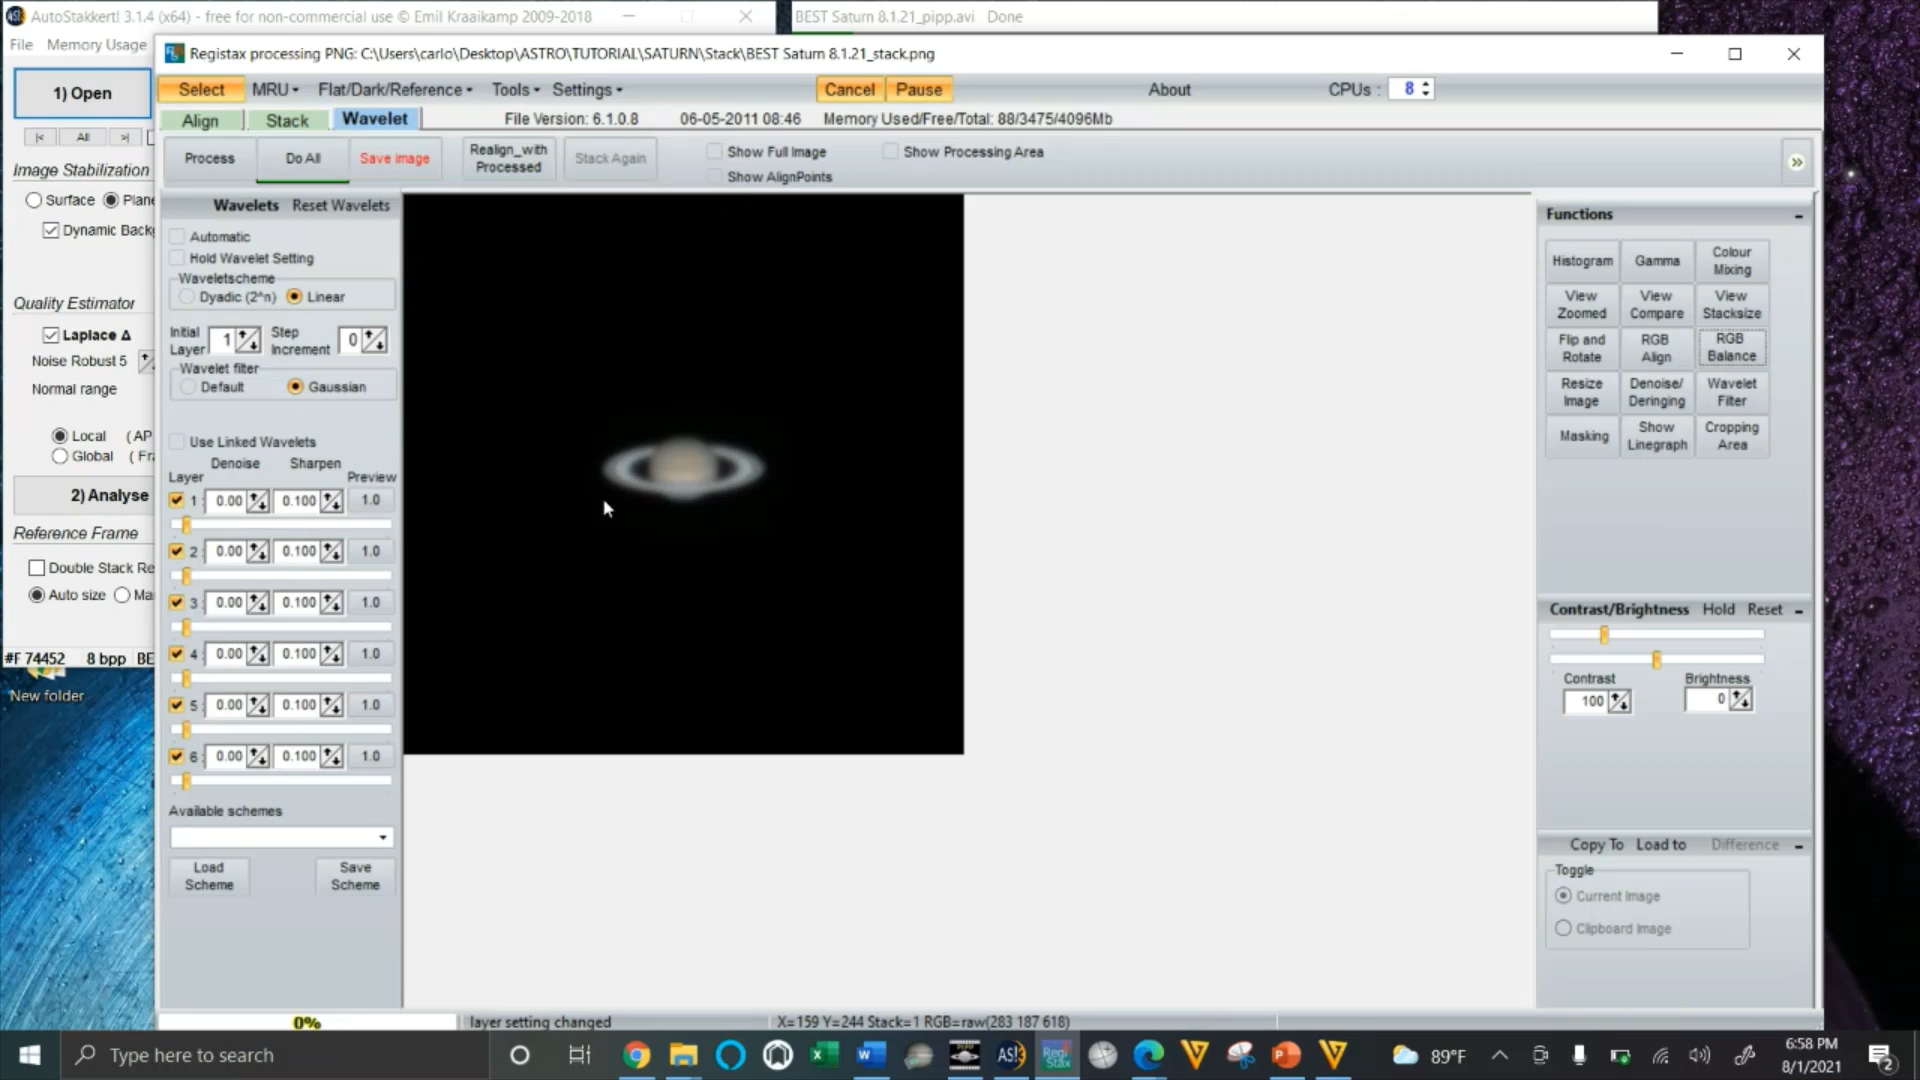 AutoStakkert! 3.1.4 (x64) - free for non-commercial use © Emil Kraaikamp 2009-2018
BEST Saturn 8.1.21_pipp.avi Done
File Memory Usage
Registax processing PNG: C:\Users\carlo\Desktop\ASTRO\TUTORIAL\SATURN\Stack\BEST Saturn 8.1.21_stack.png
1) Open
Select MRU Flat/Dark/Reference Tools Settings Cancel Pause About CPUs : 8
Align Stack Wavelet File Version: 6.1.0.8 06-05-2011 08:46 Memory Used/Free/Total: 88/3475/4096Mb
|< All >|
Process Do All Save image Realign_with Processed Stack Again Show Full Image Show Processing Area
Show AlignPoints
Image Stabilization
Surface Plane
Dynamic Backg
Quality Estimator
Laplace Δ
Noise Robust 5
Normal range
Local ( AP
Global ( Fra
2) Analyse
Reference Frame
Double Stack Re
Auto size Ma
#F 74452 8 bpp BE
New folder
Wavelets Reset Wavelets
Automatic
Hold Wavelet Setting
Waveletscheme
Dyadic (2^n) Linear
Initial Layer 1 Step Increment 0
Wavelet filter
Default Gaussian
Use Linked Wavelets
Denoise Sharpen
Layer Preview
1 : 0.00 0.100 1.0
2 0.00 0.100 1.0
3 0.00 0.100 1.0
4 0.00 0.100 1.0
5 0.00 0.100 1.0
6 : 0.00 0.100 1.0
Available schemes
Load Scheme
Save Scheme
Functions
Histogram Gamma Colour Mixing
View Zoomed View Compare View Stacksize
Flip and Rotate RGB Align RGB Balance
Resize Image Denoise/ Deringing Wavelet Filter
Masking Show Linegraph Cropping Area
Contrast/Brightness Hold Reset
Contrast Brightness
100 0
Copy To Load to Difference
Toggle
Current Image
Clipboard Image
0% layer setting changed X=159 Y=244 Stack=1 RGB=raw(283 187 618)
Type here to search
AS!
Regi Stax
89°F
6:58 PM
8/1/2021
2